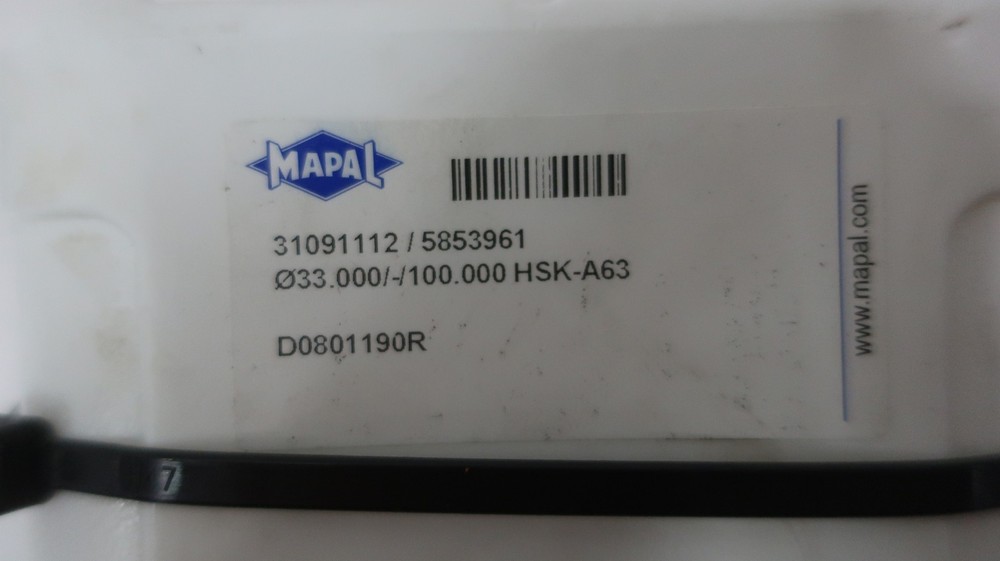 MAPAL
31091112 / 5853961
Ø33.000/-/100.000 HSK-A63
D0801190R
www.mapal.com
7